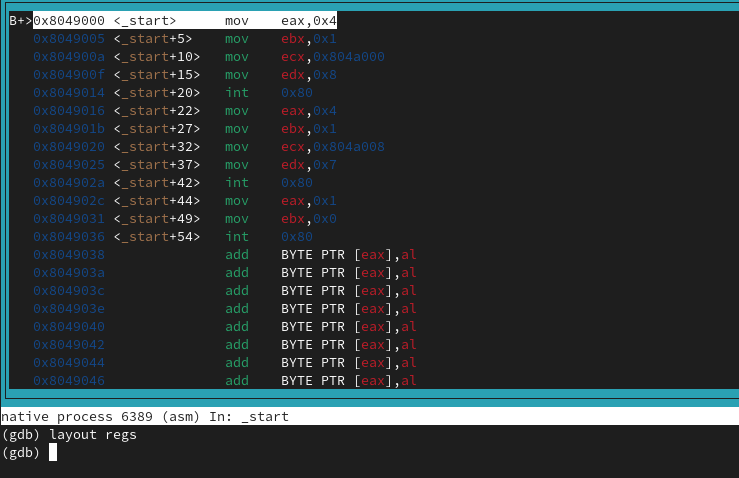 B+>0x8049000 <_start>      mov    eax,0x4
0x8049005 <_start+5>    mov    ebx,0x1
0x804900a <_start+10>   mov    ecx,0x804a000
0x804900f <_start+15>   mov    edx,0x8
0x8049014 <_start+20>   int    0x80
0x8049016 <_start+22>   mov    eax,0x4
0x804901b <_start+27>   mov    ebx,0x1
0x8049020 <_start+32>   mov    ecx,0x804a008
0x8049025 <_start+37>   mov    edx,0x7
0x804902a <_start+42>   int    0x80
0x804902c <_start+44>   mov    eax,0x1
0x8049031 <_start+49>   mov    ebx,0x0
0x8049036 <_start+54>   int    0x80
0x8049038               add    BYTE PTR [eax],al
0x804903a               add    BYTE PTR [eax],al
0x804903c               add    BYTE PTR [eax],al
0x804903e               add    BYTE PTR [eax],al
0x8049040               add    BYTE PTR [eax],al
0x8049042               add    BYTE PTR [eax],al
0x8049044               add    BYTE PTR [eax],al
0x8049046               add    BYTE PTR [eax],al
native process 6389 (asm) In: _start
(gdb) layout regs
(gdb)